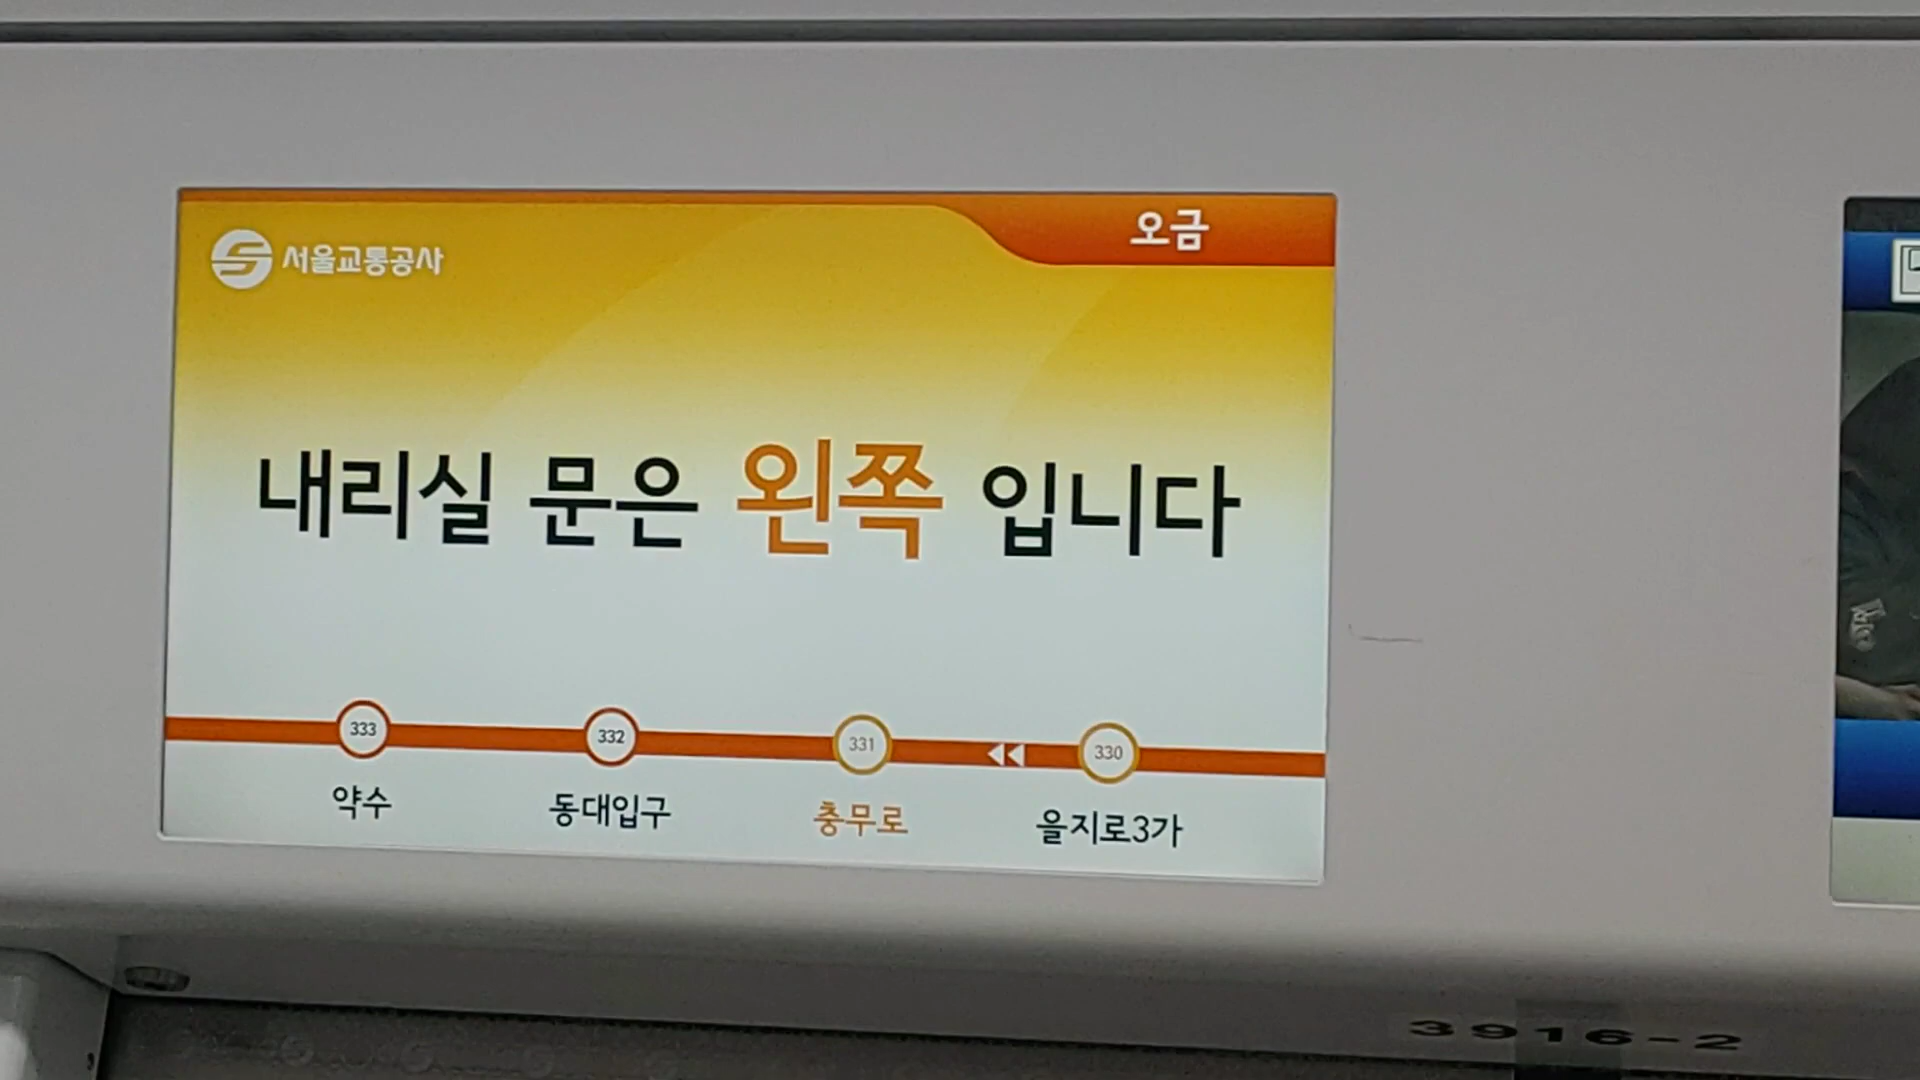 오금
서울교통공사
내리실 문은 왼쪽 입니다
333 332 331 330
약수 동대입구 충무로 을지로3가
3916-2